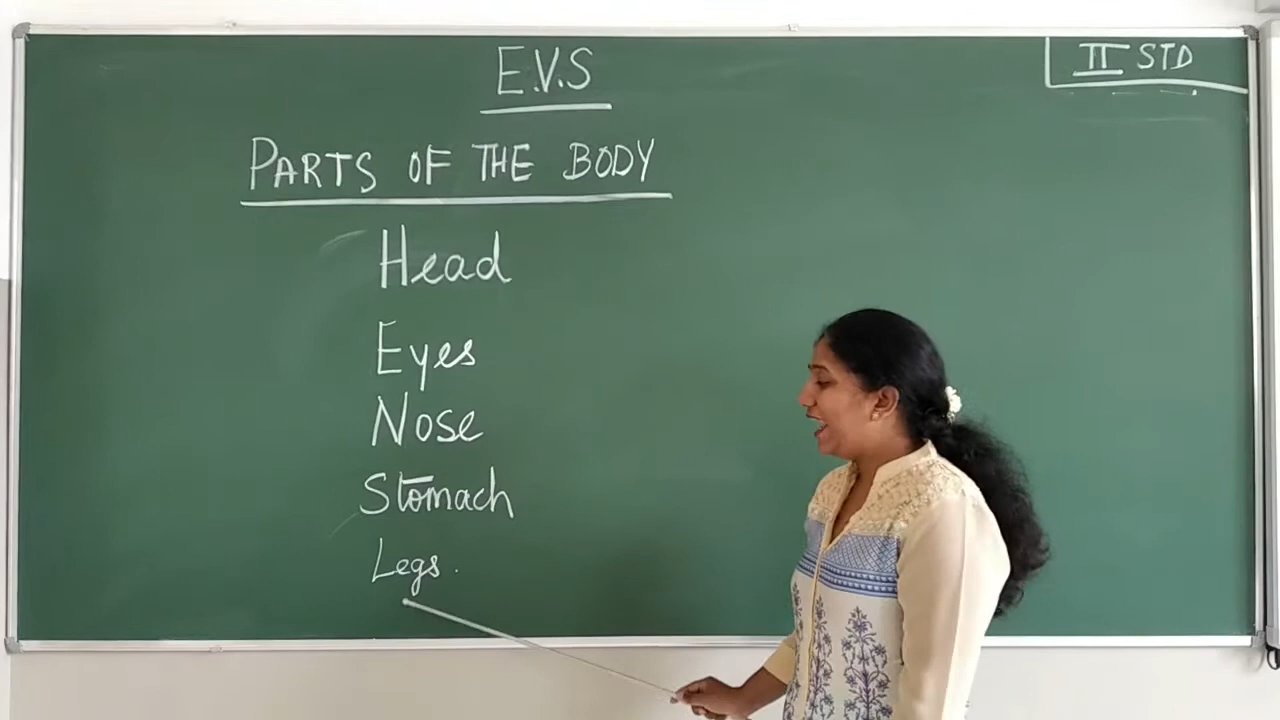 E.V.S
II STD
PARTS OF THE BODY
Head
Eyes
Nose
Stomach
Legs.